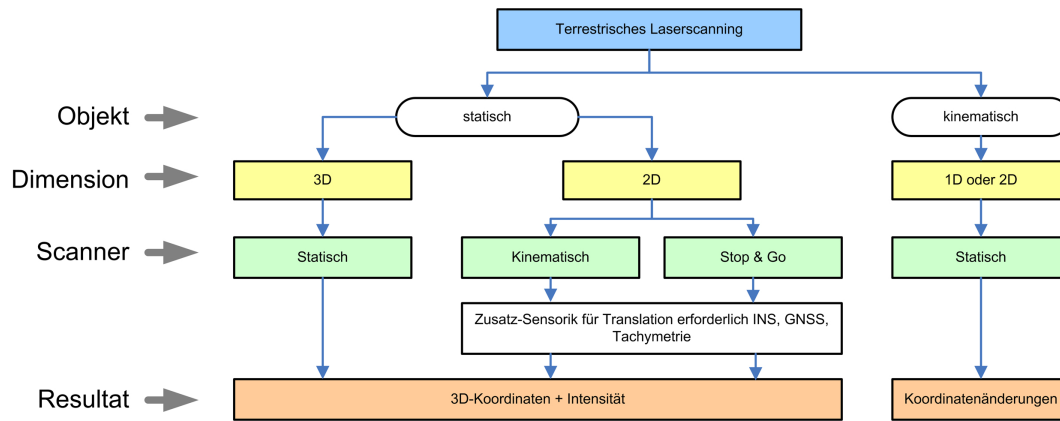 Terrestrisches Laserscanning
Objekt
statisch
kinematisch
Dimension
3D
2D
1D oder 2D
Scanner
Statisch
Kinematisch
Stop & Go
Statisch
Zusatz-Sensorik für Translation erforderlich INS, GNSS,
Tachymetrie
Resultat
3D-Koordinaten + Intensität
Koordinatenänderungen